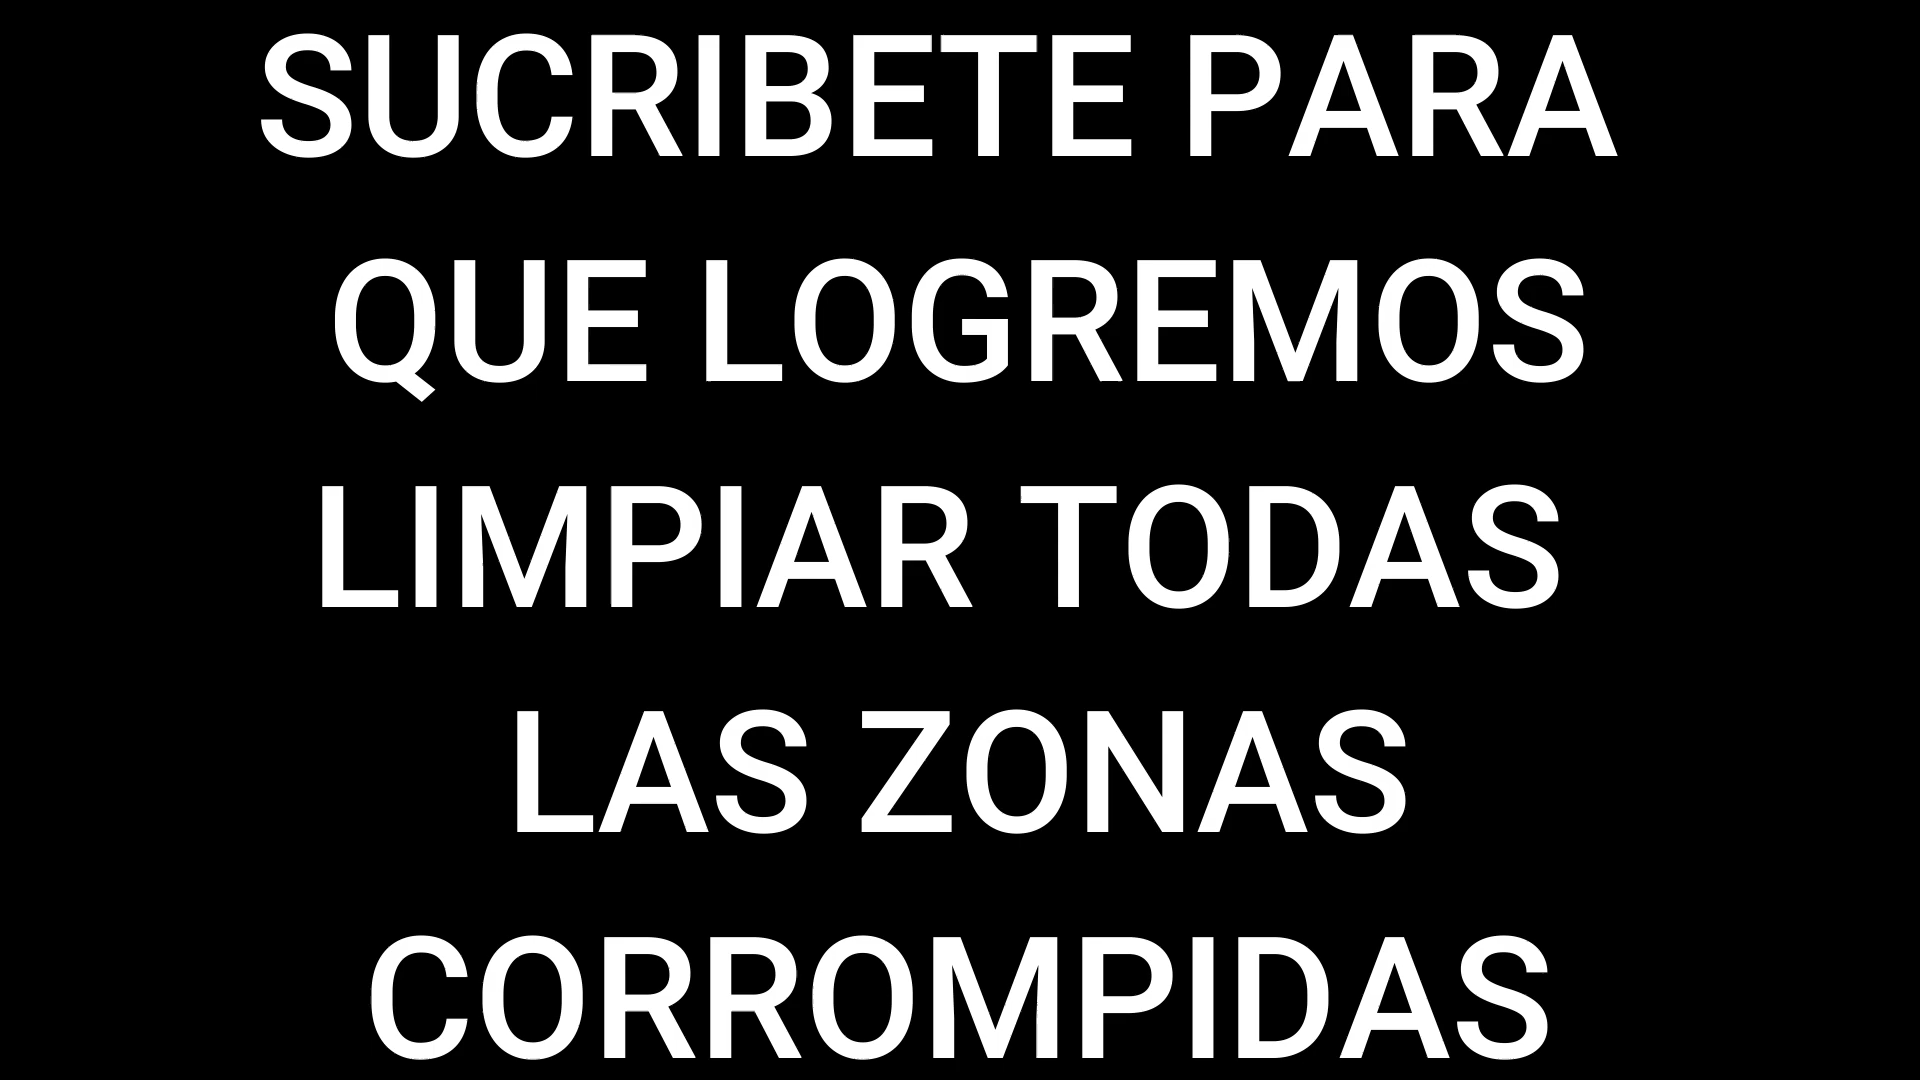 SUCRIBETE PARA
QUE LOGREMOS
LIMPIAR TODAS
LAS ZONAS
CORROMPIDAS